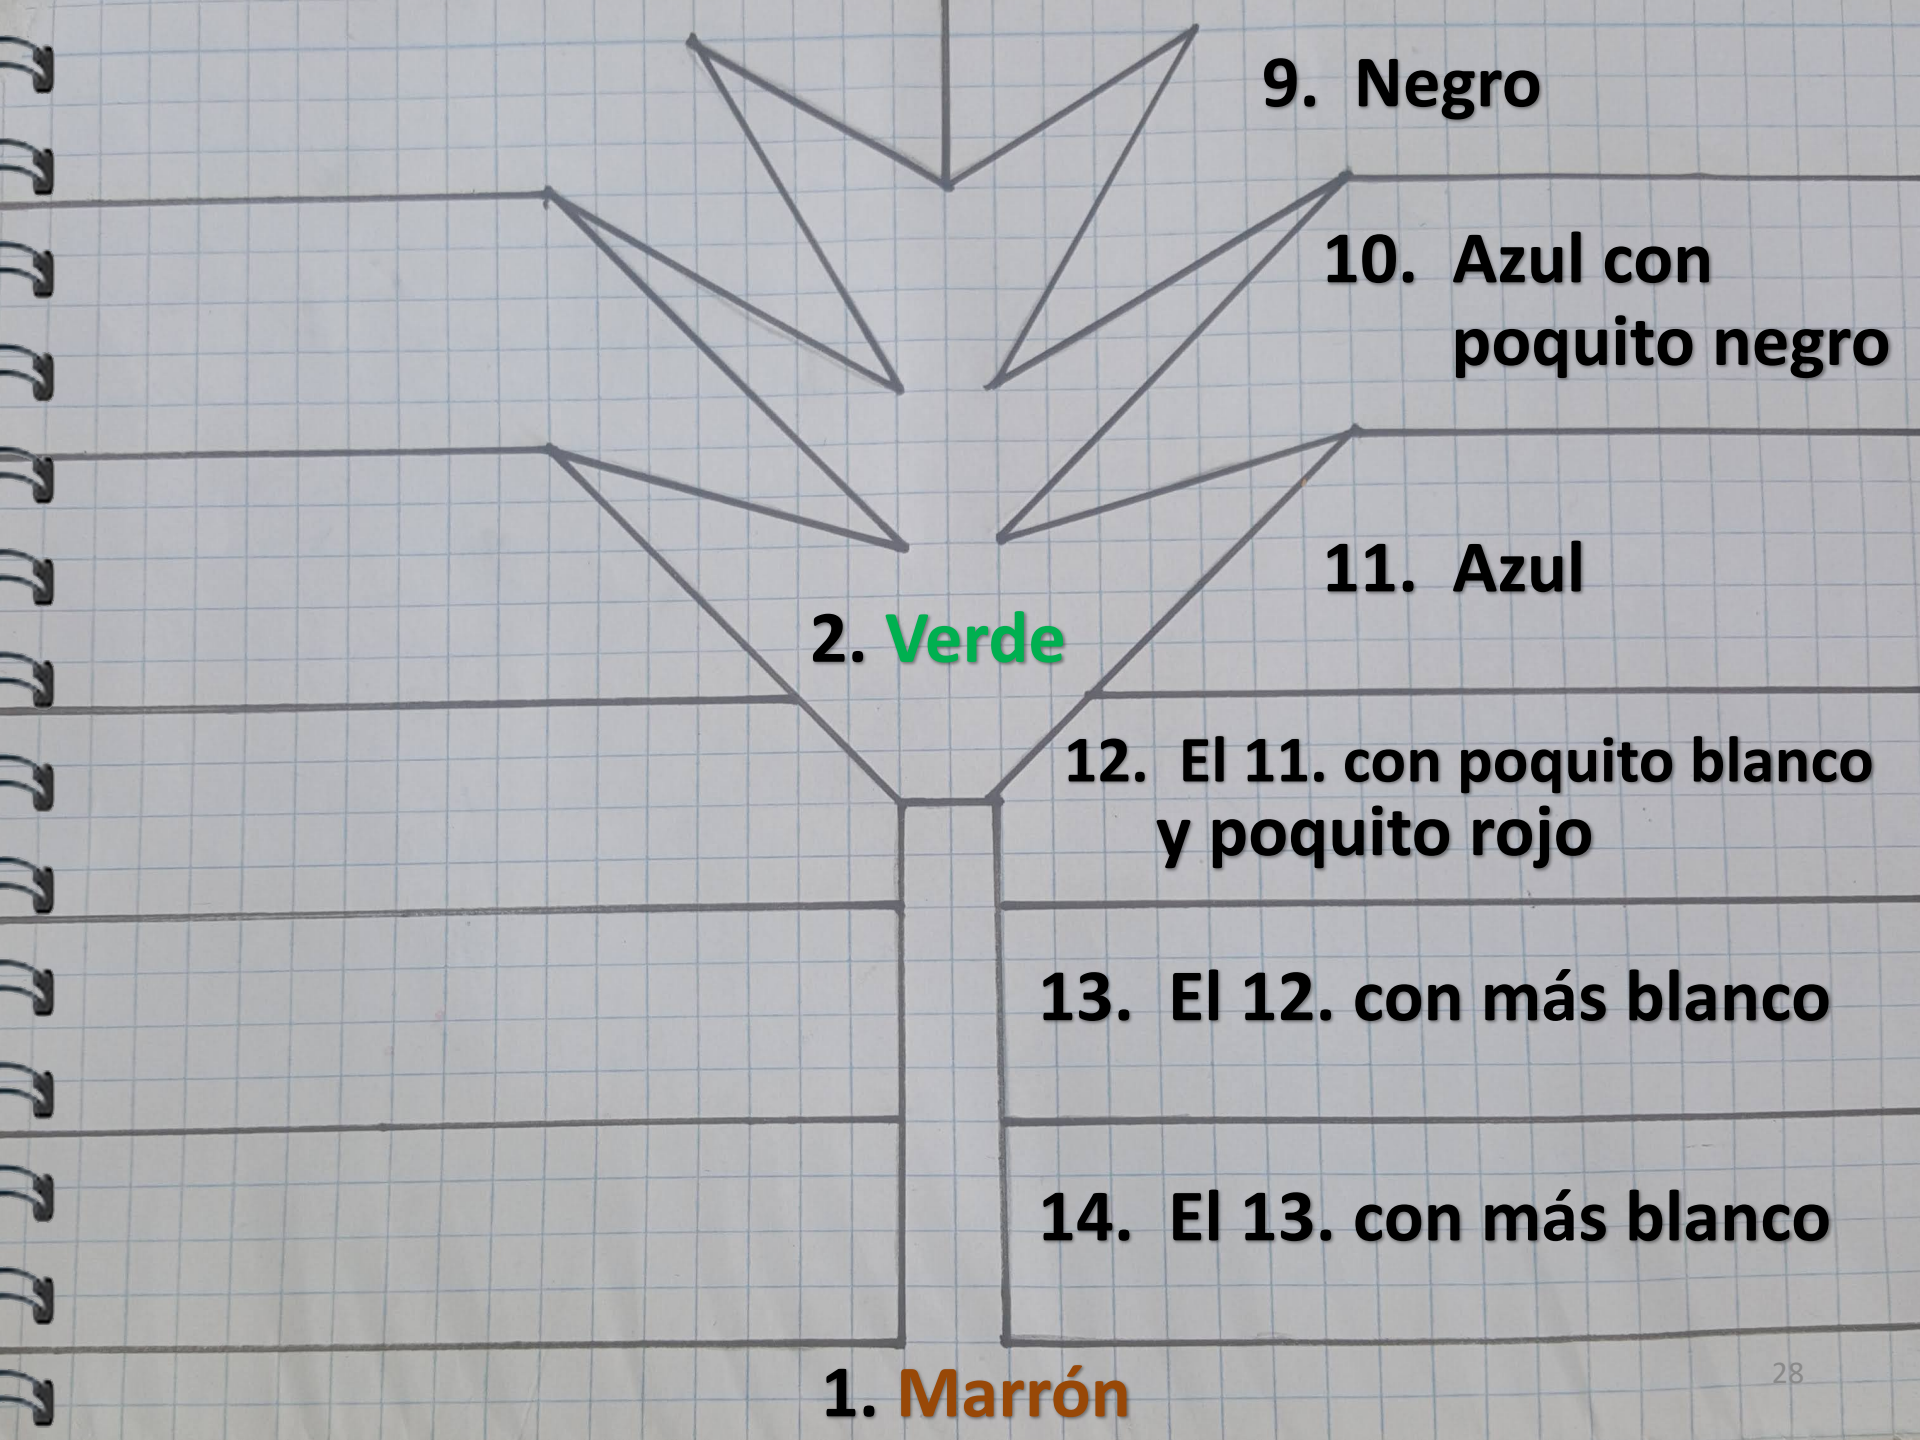 9. Negro
10. Azul con
poquito negro
11. Azul
2. Verde
12. El 11. con poquito blanco
y poquito rojo
13. El 12. con más blanco
14. El 13. con más blanco
28
1. Marrón